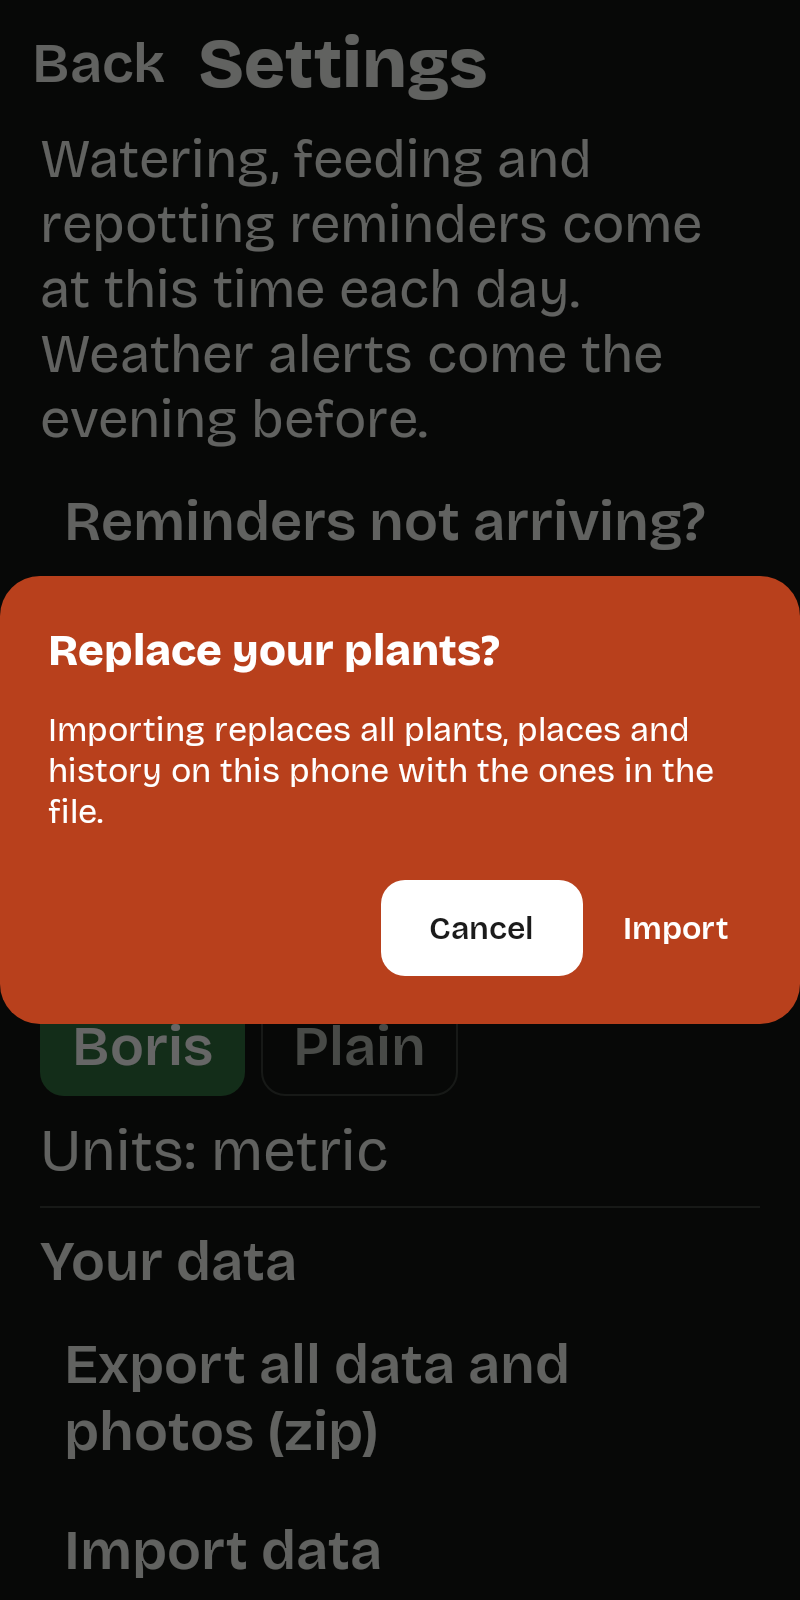 Back Settings
Watering, feeding and
repotting reminders come
at this time each day.
Weather alerts come the
evening before.
Reminders not arriving?
Replace your plants?
Importing replaces all plants, places and
history on this phone with the ones in the
file.
Cancel Import
Boris Plain
Units: metric
Your data
Export all data and
photos (zip)
Import data